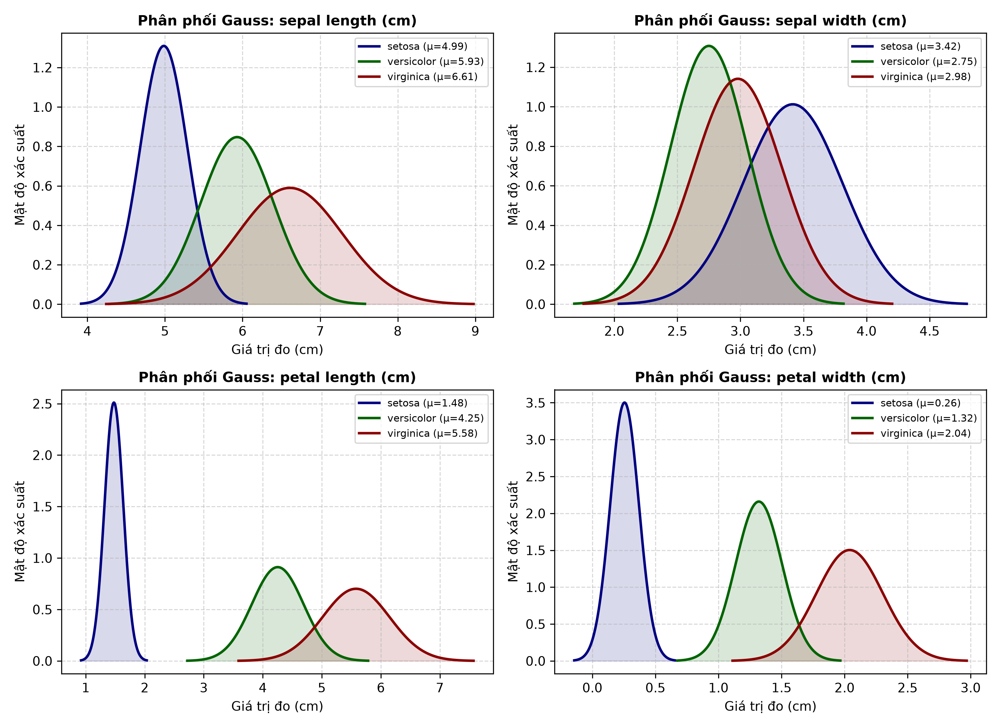 Phân phối Gauss: sepal length (cm)
Mật độ xác suất
1.2
1.0
0.8
0.6
0.4
0.2
0.0
setosa (μ=4.99)
versicolor (μ=5.93)
virginica (μ=6.61)
4 5 6 7 8 9
Giá trị đo (cm)
Phân phối Gauss: sepal width (cm)
Mật độ xác suất
1.2
1.0
0.8
0.6
0.4
0.2
0.0
setosa (μ=3.42)
versicolor (μ=2.75)
virginica (μ=2.98)
2.0 2.5 3.0 3.5 4.0 4.5
Giá trị đo (cm)
Phân phối Gauss: petal length (cm)
Mật độ xác suất
2.5
2.0
1.5
1.0
0.5
0.0
setosa (μ=1.48)
versicolor (μ=4.25)
virginica (μ=5.58)
1 2 3 4 5 6 7
Giá trị đo (cm)
Phân phối Gauss: petal width (cm)
Mật độ xác suất
3.5
3.0
2.5
2.0
1.5
1.0
0.5
0.0
setosa (μ=0.26)
versicolor (μ=1.32)
virginica (μ=2.04)
0.0 0.5 1.0 1.5 2.0 2.5 3.0
Giá trị đo (cm)